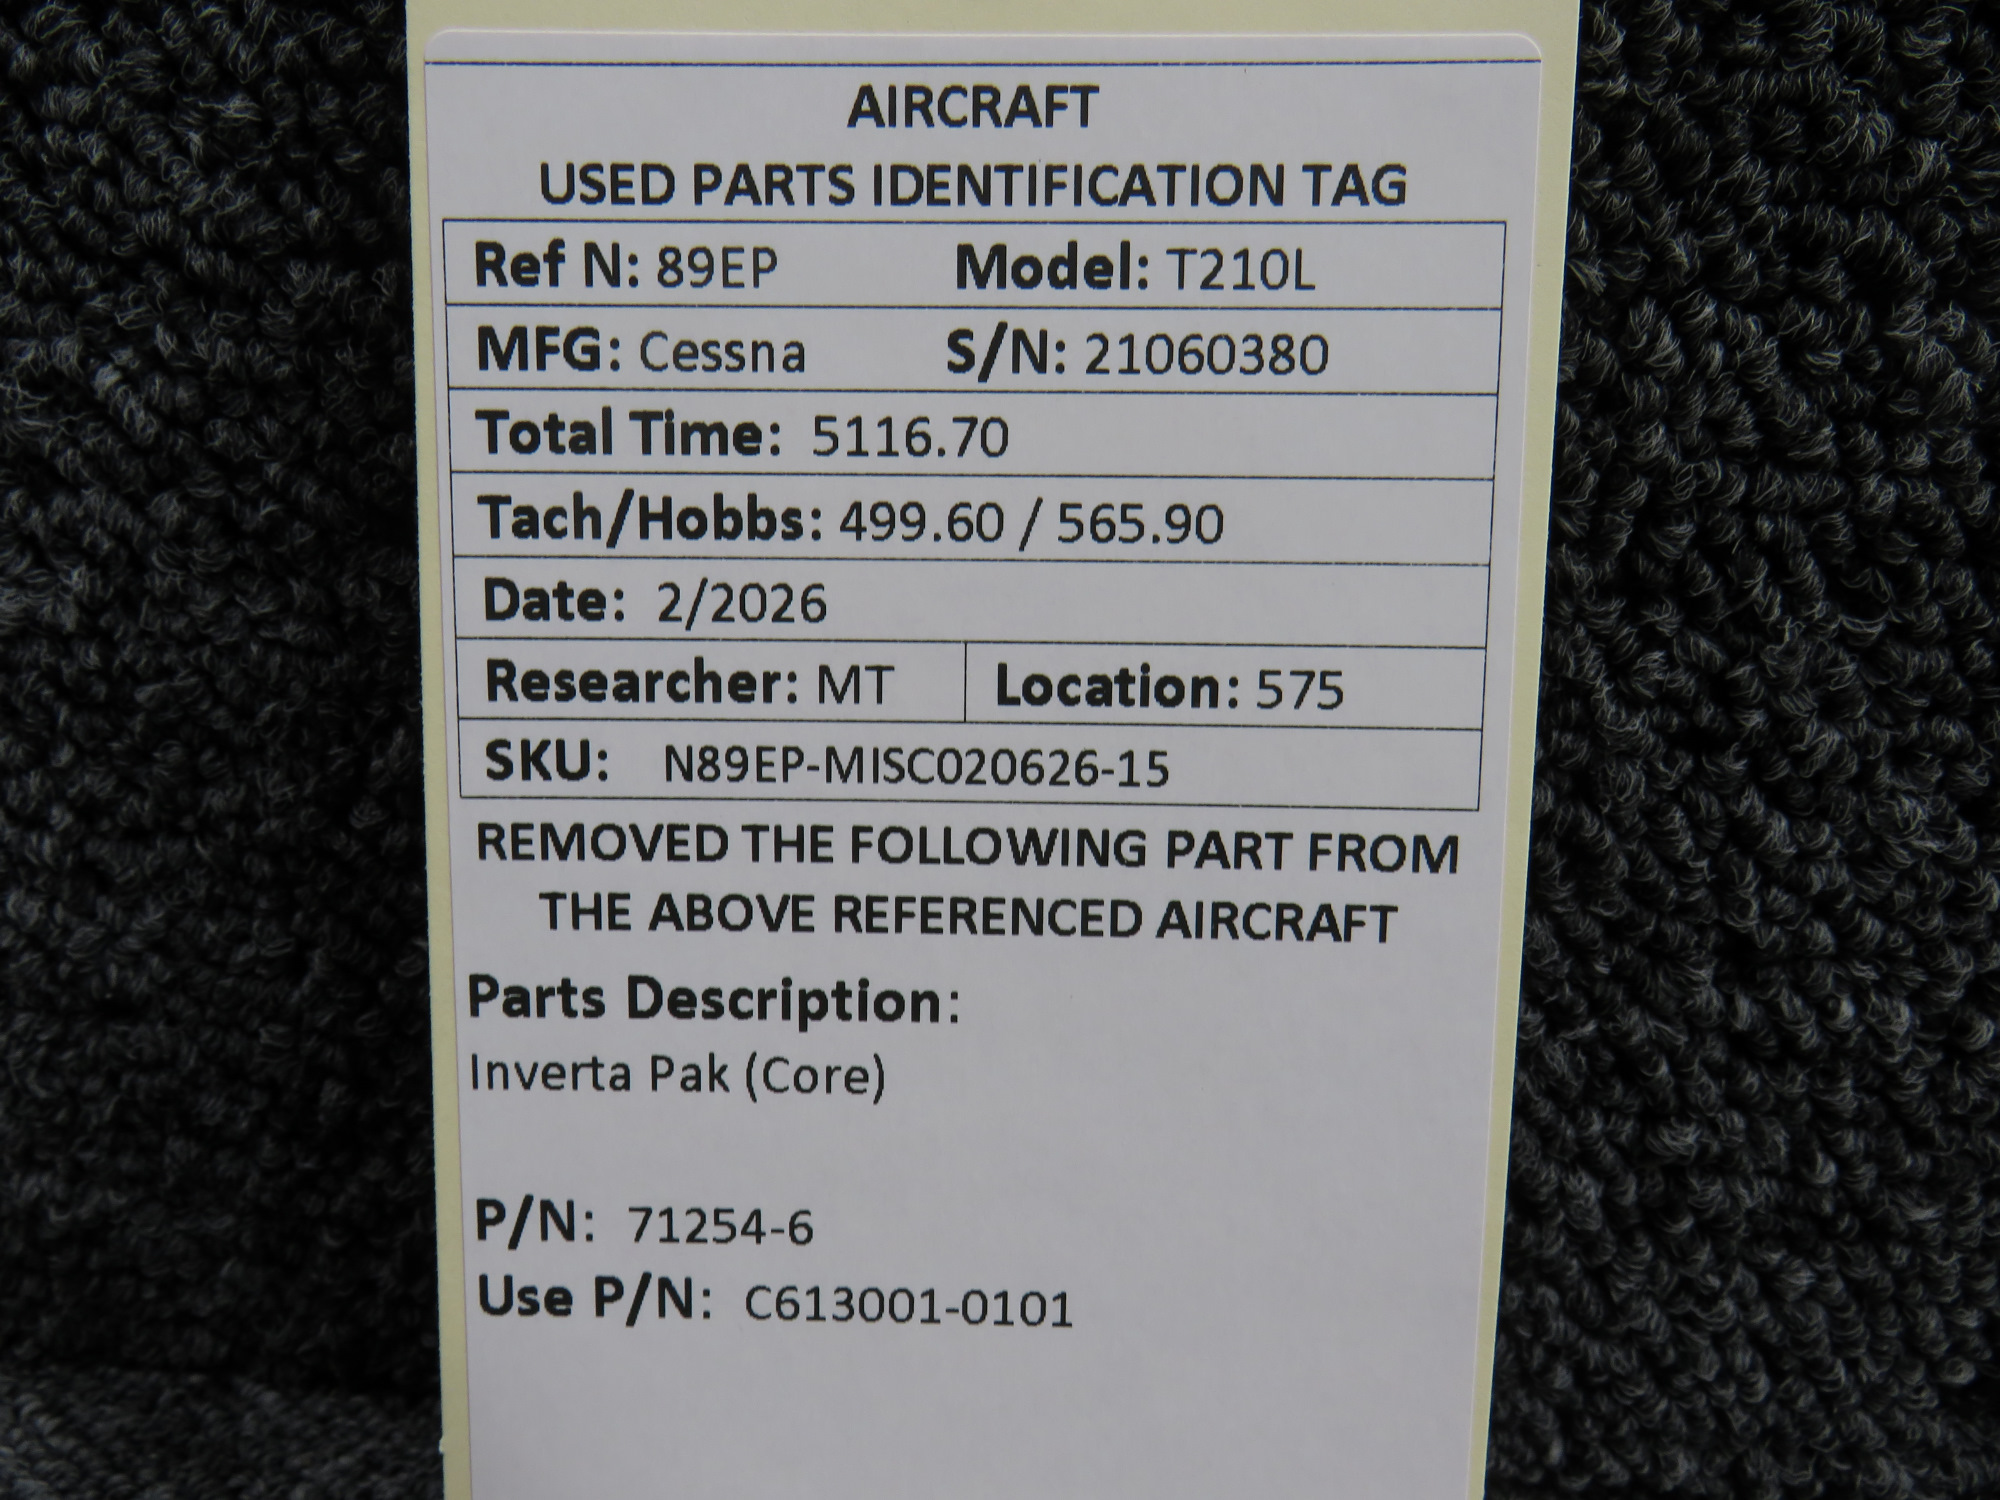 AIRCRAFT
USED PARTS IDENTIFICATION TAG
Ref N: 89EP Model: T210L
MFG: Cessna S/N: 21060380
Total Time: 5116.70
Tach/Hobbs: 499.60 / 565.90
Date: 2/2026
Researcher: MT Location: 575
SKU: N89EP-MISC020626-15
REMOVED THE FOLLOWING PART FROM
THE ABOVE REFERENCED AIRCRAFT
Parts Description:
Inverta Pak (Core)
P/N: 71254-6
Use P/N: C613001-0101